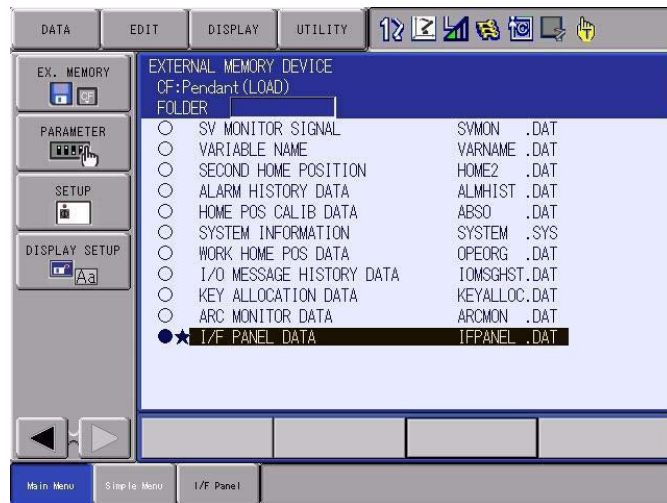 DATA EDIT DISPLAY UTILITY
EX. MEMORY
CF
PARAMETER
SETUP
DISPLAY SETUP
Aa
EXTERNAL MEMORY DEVICE
CF:Pendant(LOAD)
FOLDER
SV MONITOR SIGNAL SVMON .DAT
VARIABLE NAME VARNAME .DAT
SECOND HOME POSITION HOME2 .DAT
ALARM HISTORY DATA ALMHIST .DAT
HOME POS CALIB DATA ABSO .DAT
SYSTEM INFORMATION SYSTEM .SYS
WORK HOME POS DATA OPEORG .DAT
I/O MESSAGE HISTORY DATA IOMSGHST.DAT
KEY ALLOCATION DATA KEYALLOC.DAT
ARC MONITOR DATA ARCMON .DAT
I/F PANEL DATA IFPANEL .DAT
Main Menu Simple Menu I/F Panel